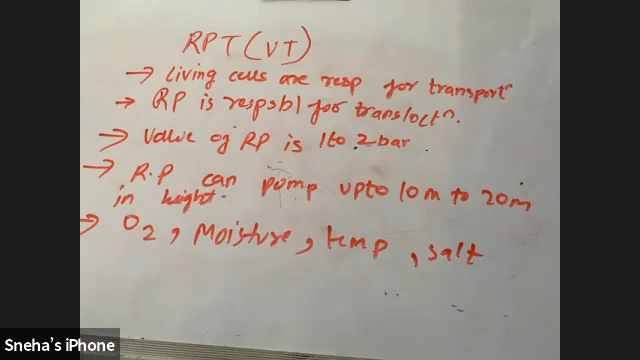 RPT (VT)
→ living cells are resp for transportⁿ
→ RP is respsbl for transloctⁿ.
→ value of RP is 1 to 2 bar.
→ R.P can pump upto 10m to 20m
in height.
→ O2, Moisture, temp, salt
Sneha's iPhone